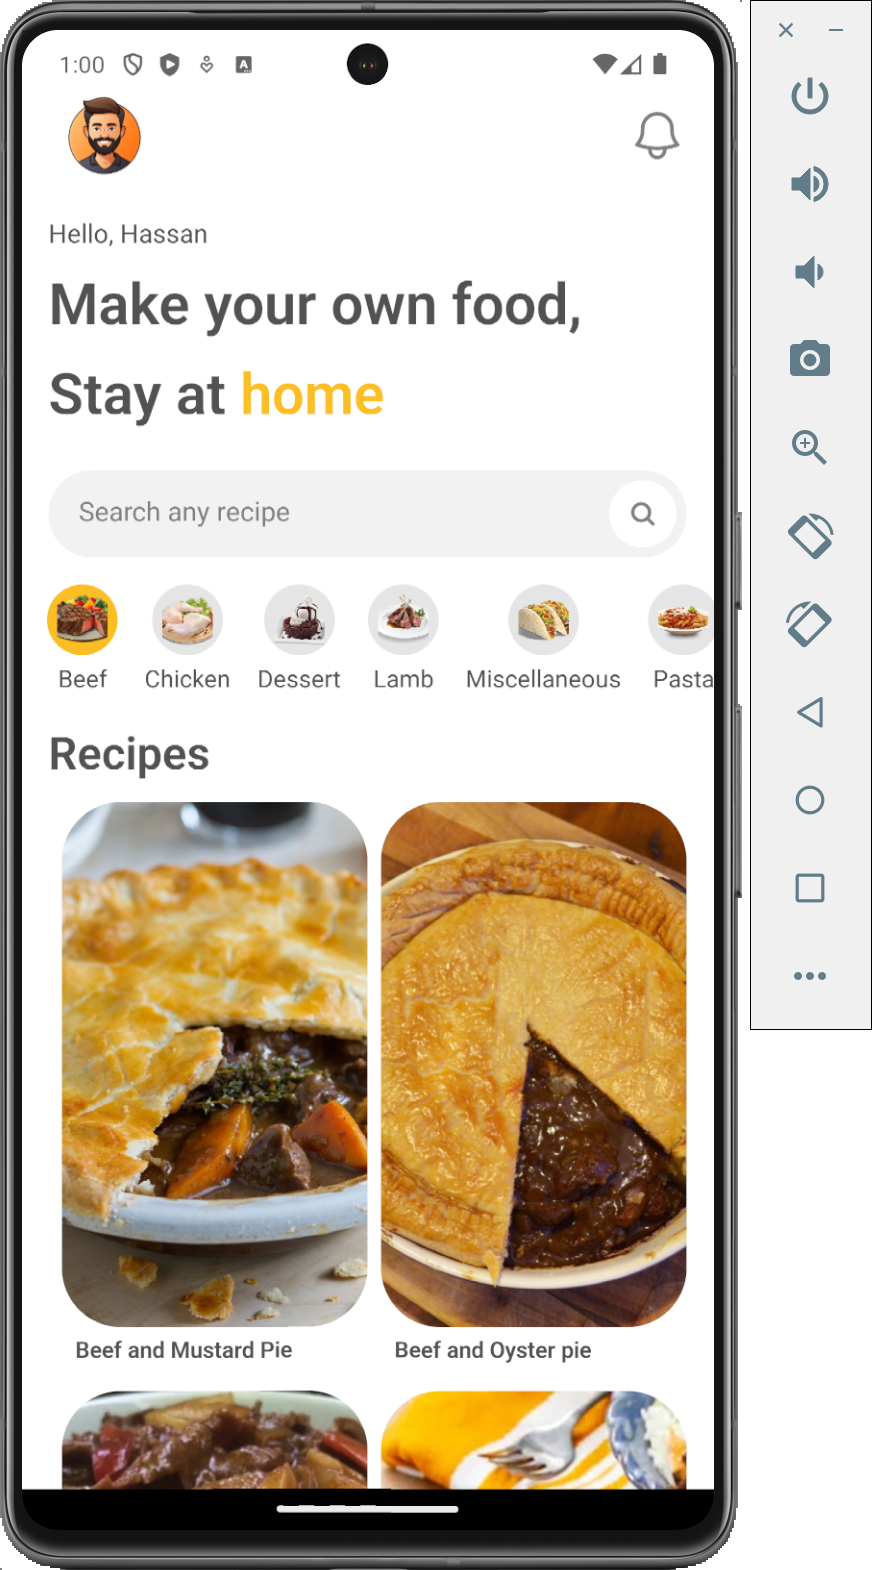 1:00
A
Hello, Hassan
Make your own food,
Stay at home
Search any recipe
Beef Chicken Dessert Lamb Miscellaneous Pasta
Recipes
Beef and Mustard Pie Beef and Oyster pie